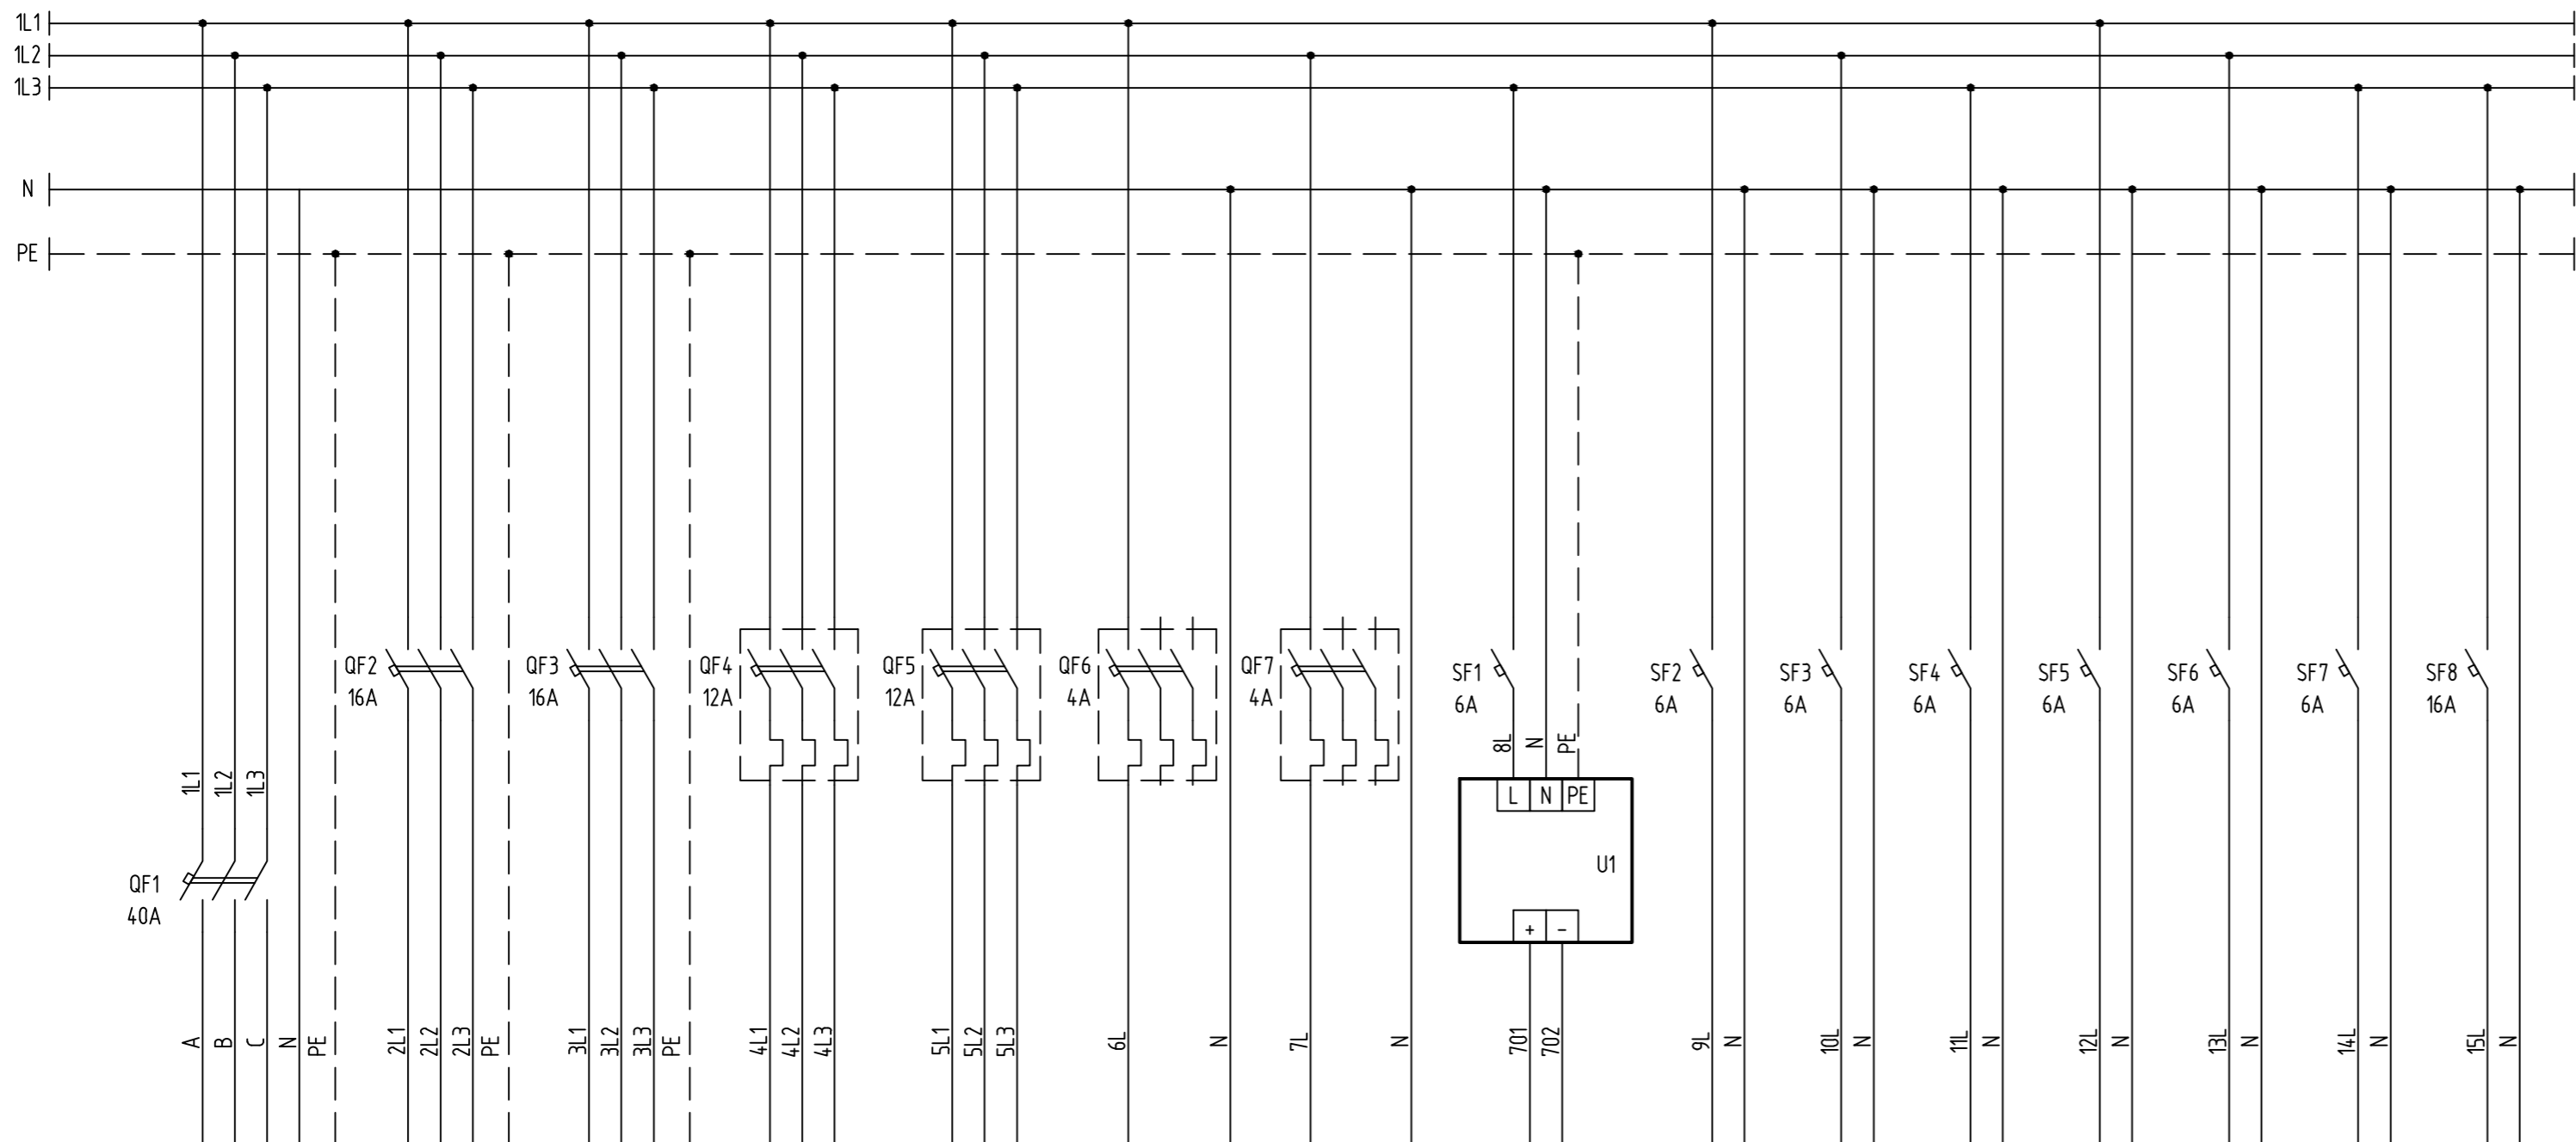 1L1
1L2
1L3
N
PE
QF2
16A
QF3
16A
QF4
12A
QF5
12A
QF6
4A
QF7
4A
SF1
6A
SF2
6A
SF3
6A
SF4
6A
SF5
6A
SF6
6A
SF7
6A
SF8
16A
8L
N
PE
1L1
1L2
1L3
L
N
PE
U1
QF1
40A
+
-
A
B
C
N
PE
2L1
2L2
2L3
PE
3L1
3L2
3L3
PE
4L1
4L2
4L3
5L1
5L2
5L3
6L
N
7L
N
701
702
9L
N
10L
N
11L
N
12L
N
13L
N
14L
N
15L
N